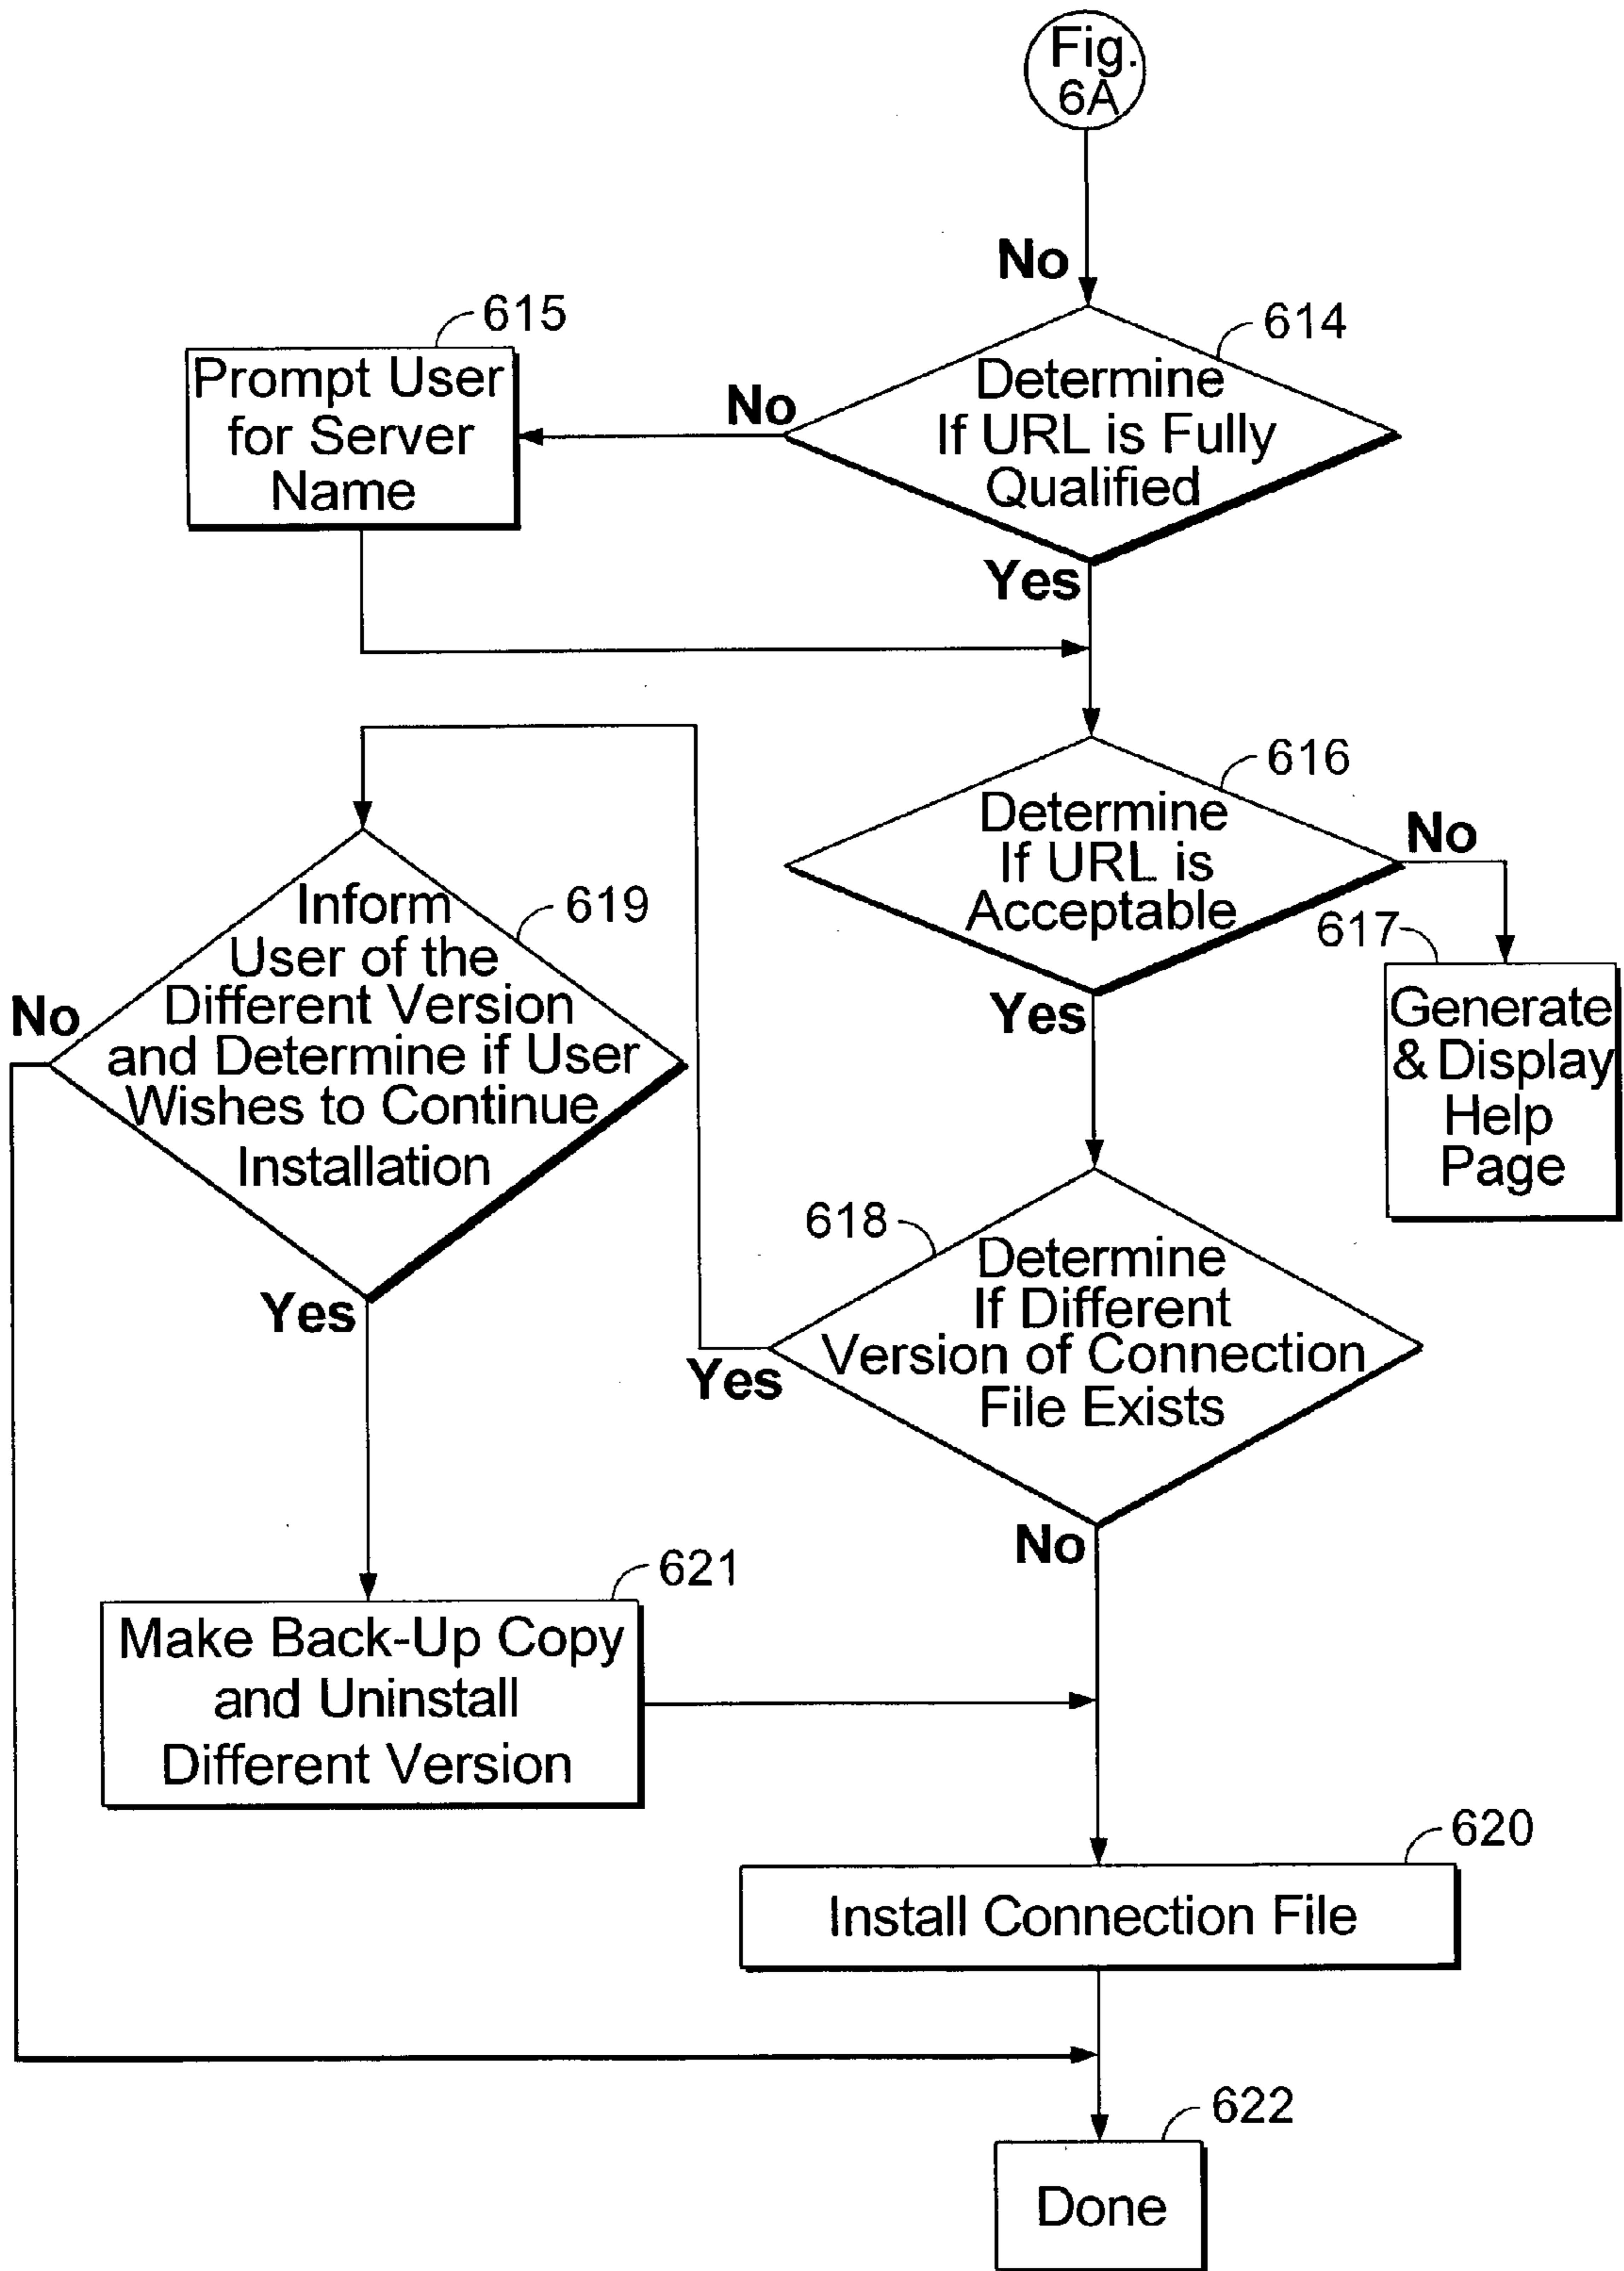 Fig.
6A
No
615
614
Prompt User
for Server
Name
No
Determine
If URL is Fully
Qualified
Yes
616
Determine
If URL is
Acceptable
No
617
Generate
& Display
Help
Page
Yes
619
Inform
User of the
Different Version
and Determine if User
Wishes to Continue
Installation
No
Yes
618
Determine
If Different
Version of Connection
File Exists
Yes
No
621
Make Back-Up Copy
and Uninstall
Different Version
620
Install Connection File
622
Done